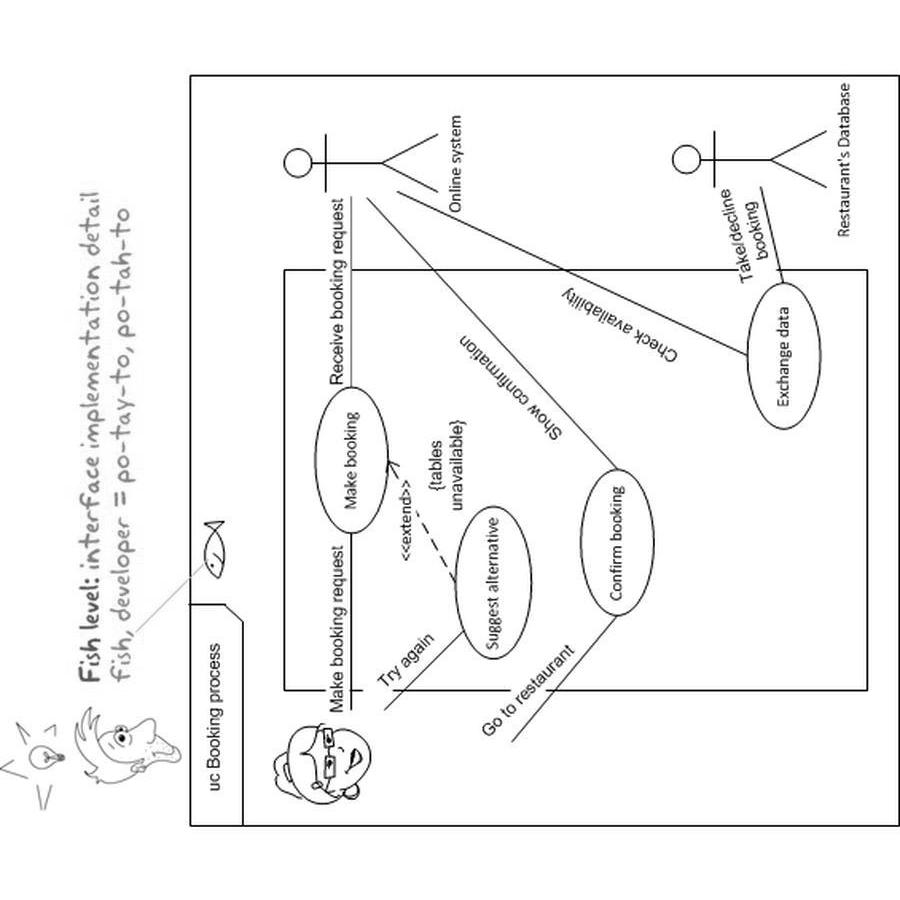 Fish level: interface implementation detail
fish, developer = po-tay-to, po-tah-to
uc Booking process
Make booking request
Make booking
Receive booking request
Online system
<<extend>>
{tables
unavailable}
Try again
Suggest alternative
Show confirmation
Go to restaurant
Confirm booking
Check availability
Take/decline
booking
Exchange data
Restaurant's Database